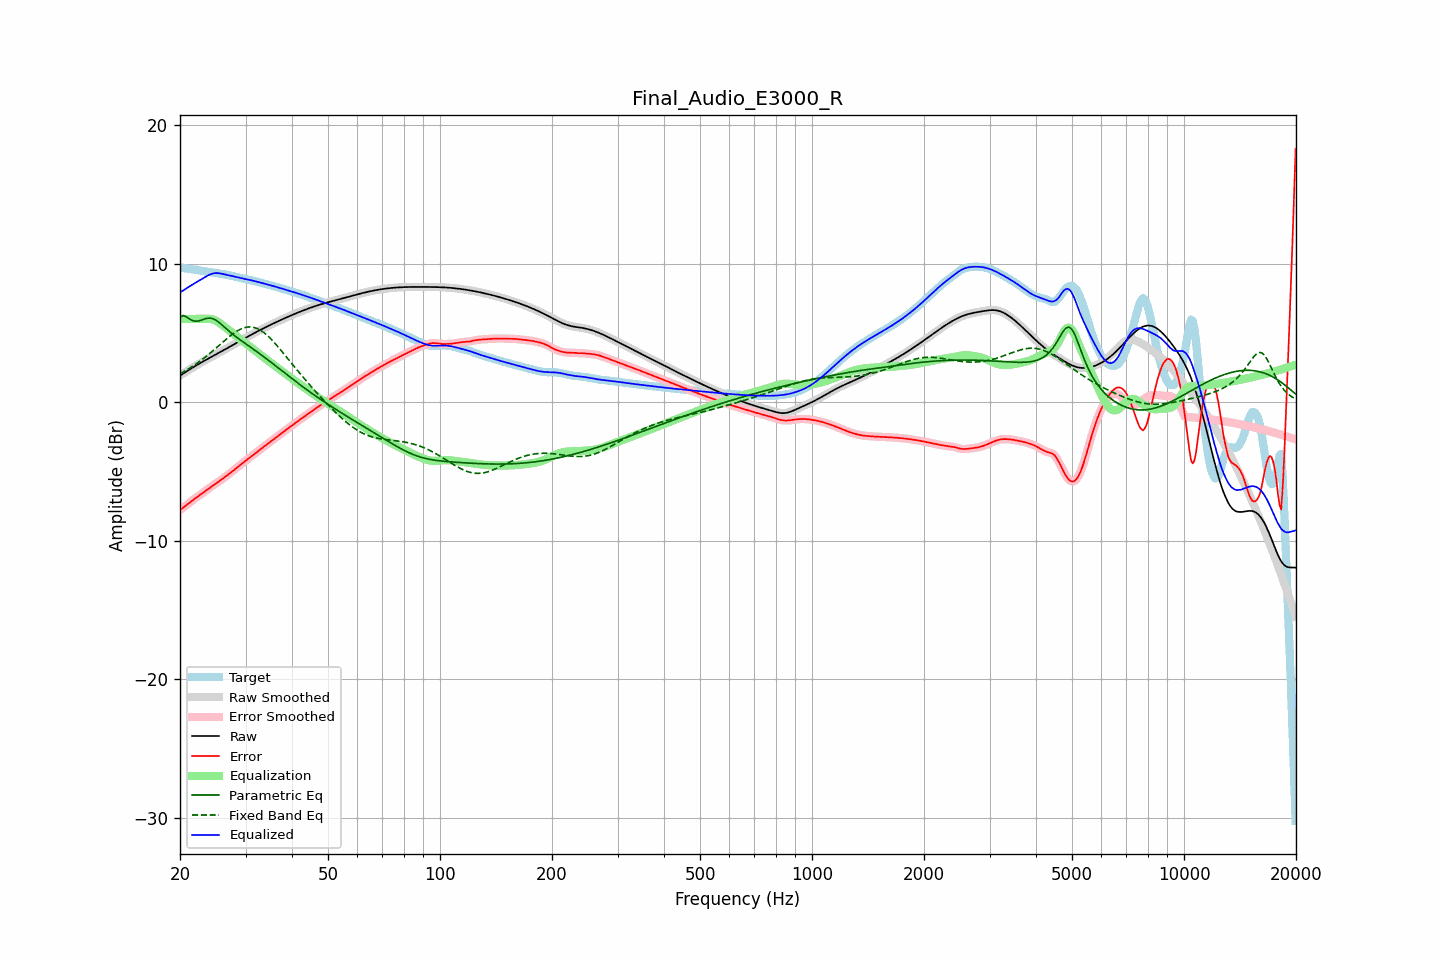 Final_Audio_E3000_R
20
10
0
−10
−20
−30
Amplitude (dBr)
Target
Raw Smoothed
Error Smoothed
Raw
Error
Equalization
Parametric Eq
Fixed Band Eq
Equalized
20 50 100 200 500 1000 2000 5000 10000 20000
Frequency (Hz)